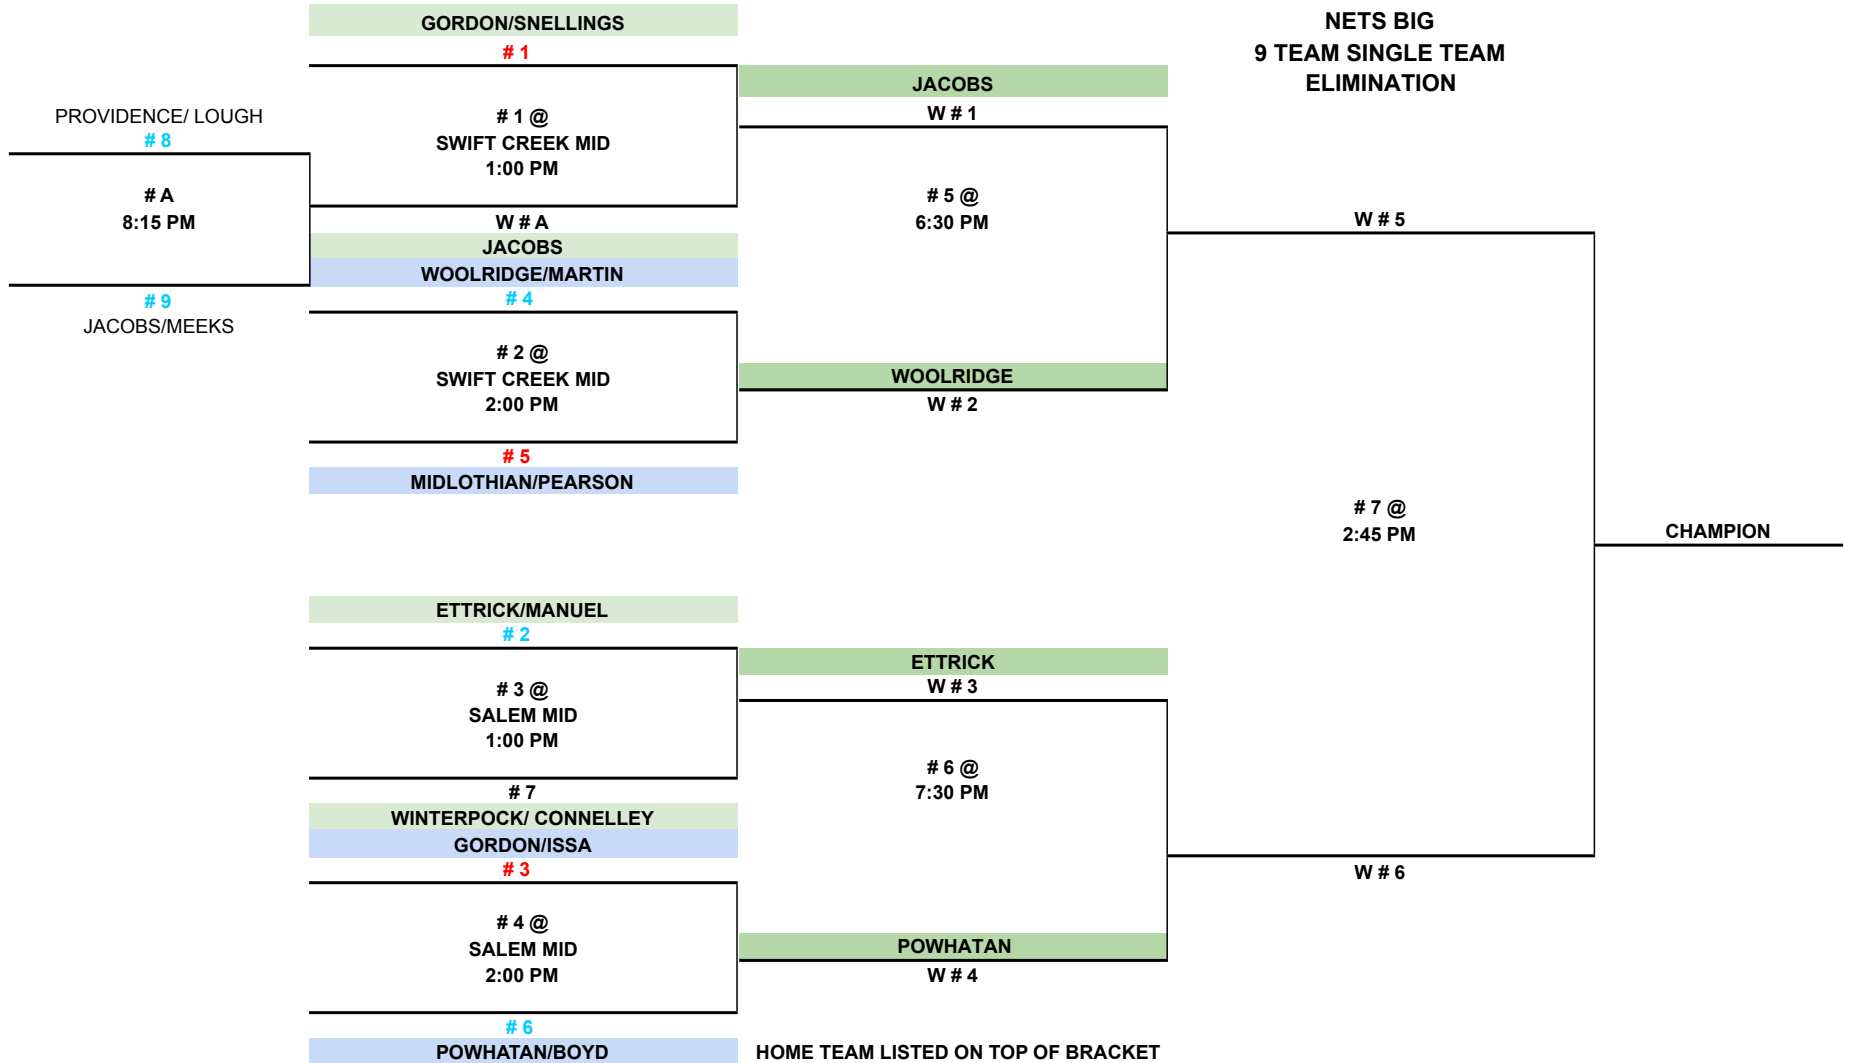 GORDON/SNELLINGS
# 1
NETS BIG
9 TEAM SINGLE TEAM
ELIMINATION
JACOBS
W # 1
PROVIDENCE/ LOUGH
# 8
# 1 @
SWIFT CREEK MID
1:00 PM
# A
8:15 PM
W # A
JACOBS
WOOLRIDGE/MARTIN
# 4
# 9
JACOBS/MEEKS
# 5 @
6:30 PM
W # 5
# 2 @
SWIFT CREEK MID
2:00 PM
WOOLRIDGE
W # 2
# 5
MIDLOTHIAN/PEARSON
# 7 @
2:45 PM
CHAMPION
ETTRICK/MANUEL
# 2
ETTRICK
W # 3
# 3 @
SALEM MID
1:00 PM
# 7
WINTERPOCK/ CONNELLEY
GORDON/ISSA
# 3
# 6 @
7:30 PM
W # 6
# 4 @
SALEM MID
2:00 PM
POWHATAN
W # 4
# 6
POWHATAN/BOYD
HOME TEAM LISTED ON TOP OF BRACKET